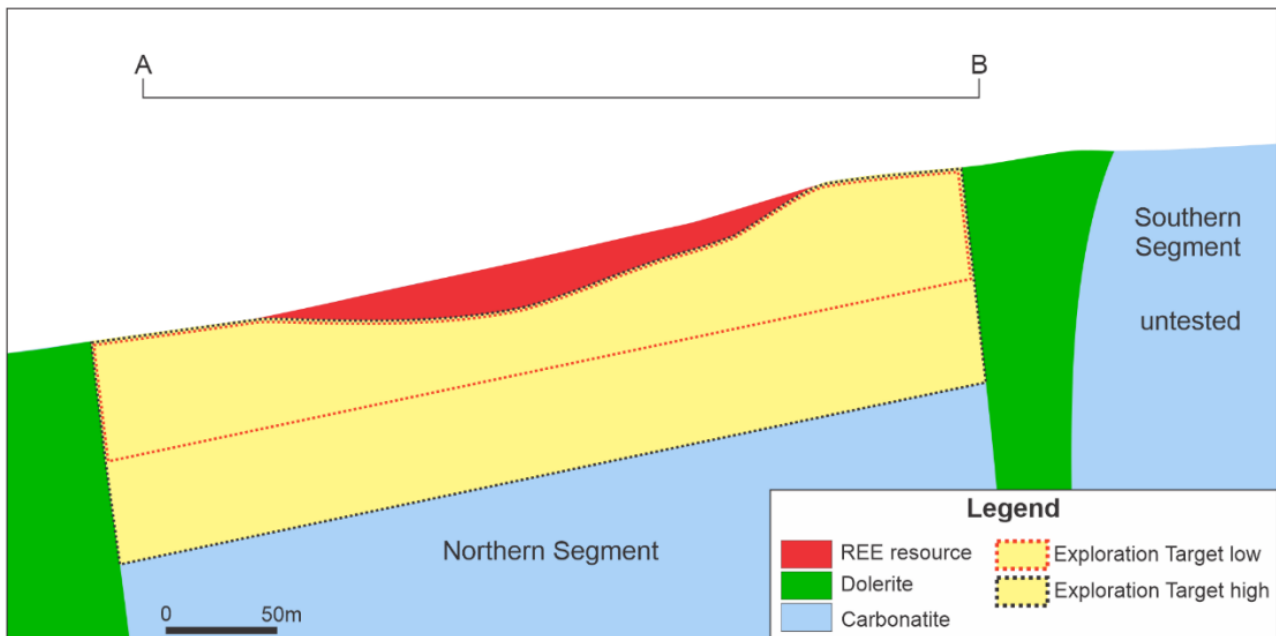 A
B
Southern
Segment
untested
Northern Segment
0
50m
Legend
REE resource
Dolerite
Carbonatite
Exploration Target low
Exploration Target high